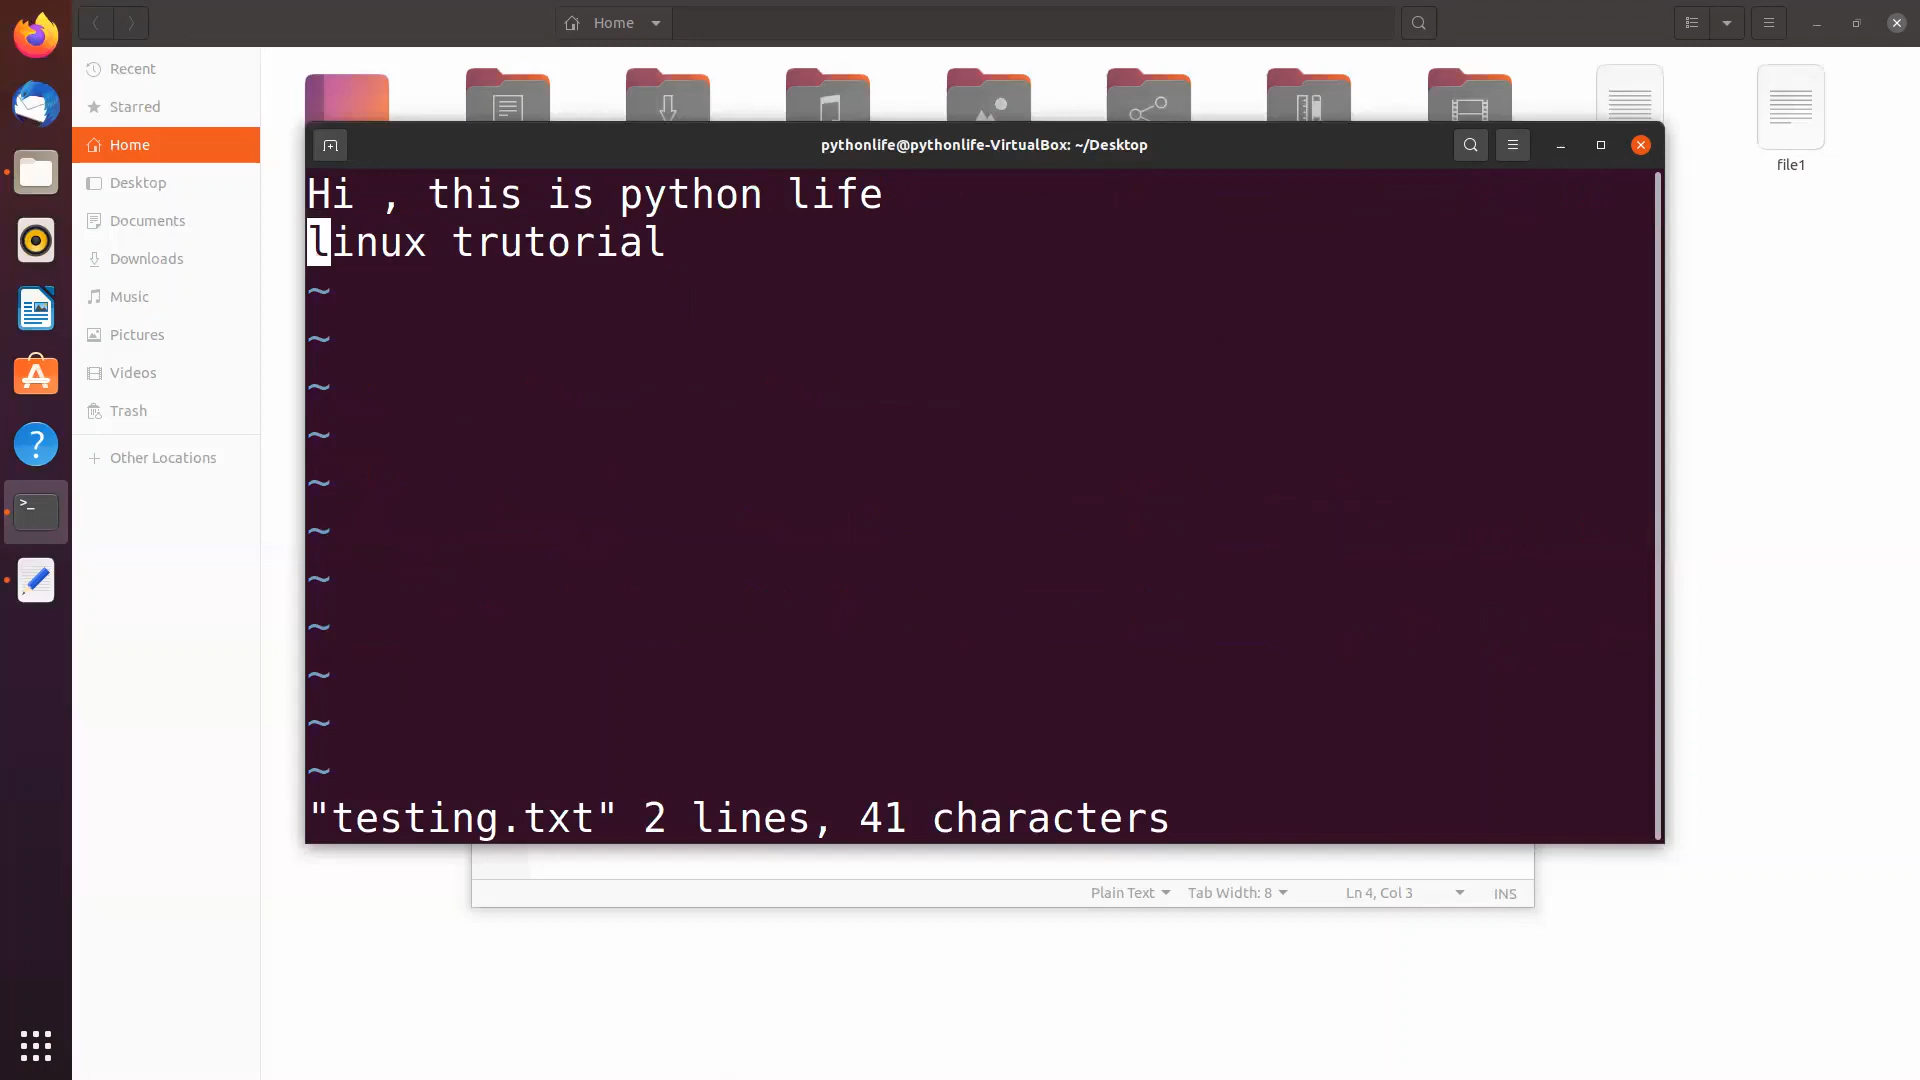 Home
Recent
Starred
Home
Desktop
Documents
Downloads
Music
Pictures
Videos
Trash
Other Locations
file1
pythonlife@pythonlife-VirtualBox: ~/Desktop
Hi , this is python life
linux trutorial
~
~
~
~
~
~
~
~
~
~
~
"testing.txt" 2 lines, 41 characters
Plain Text Tab Width: 8 Ln 4, Col 3 INS